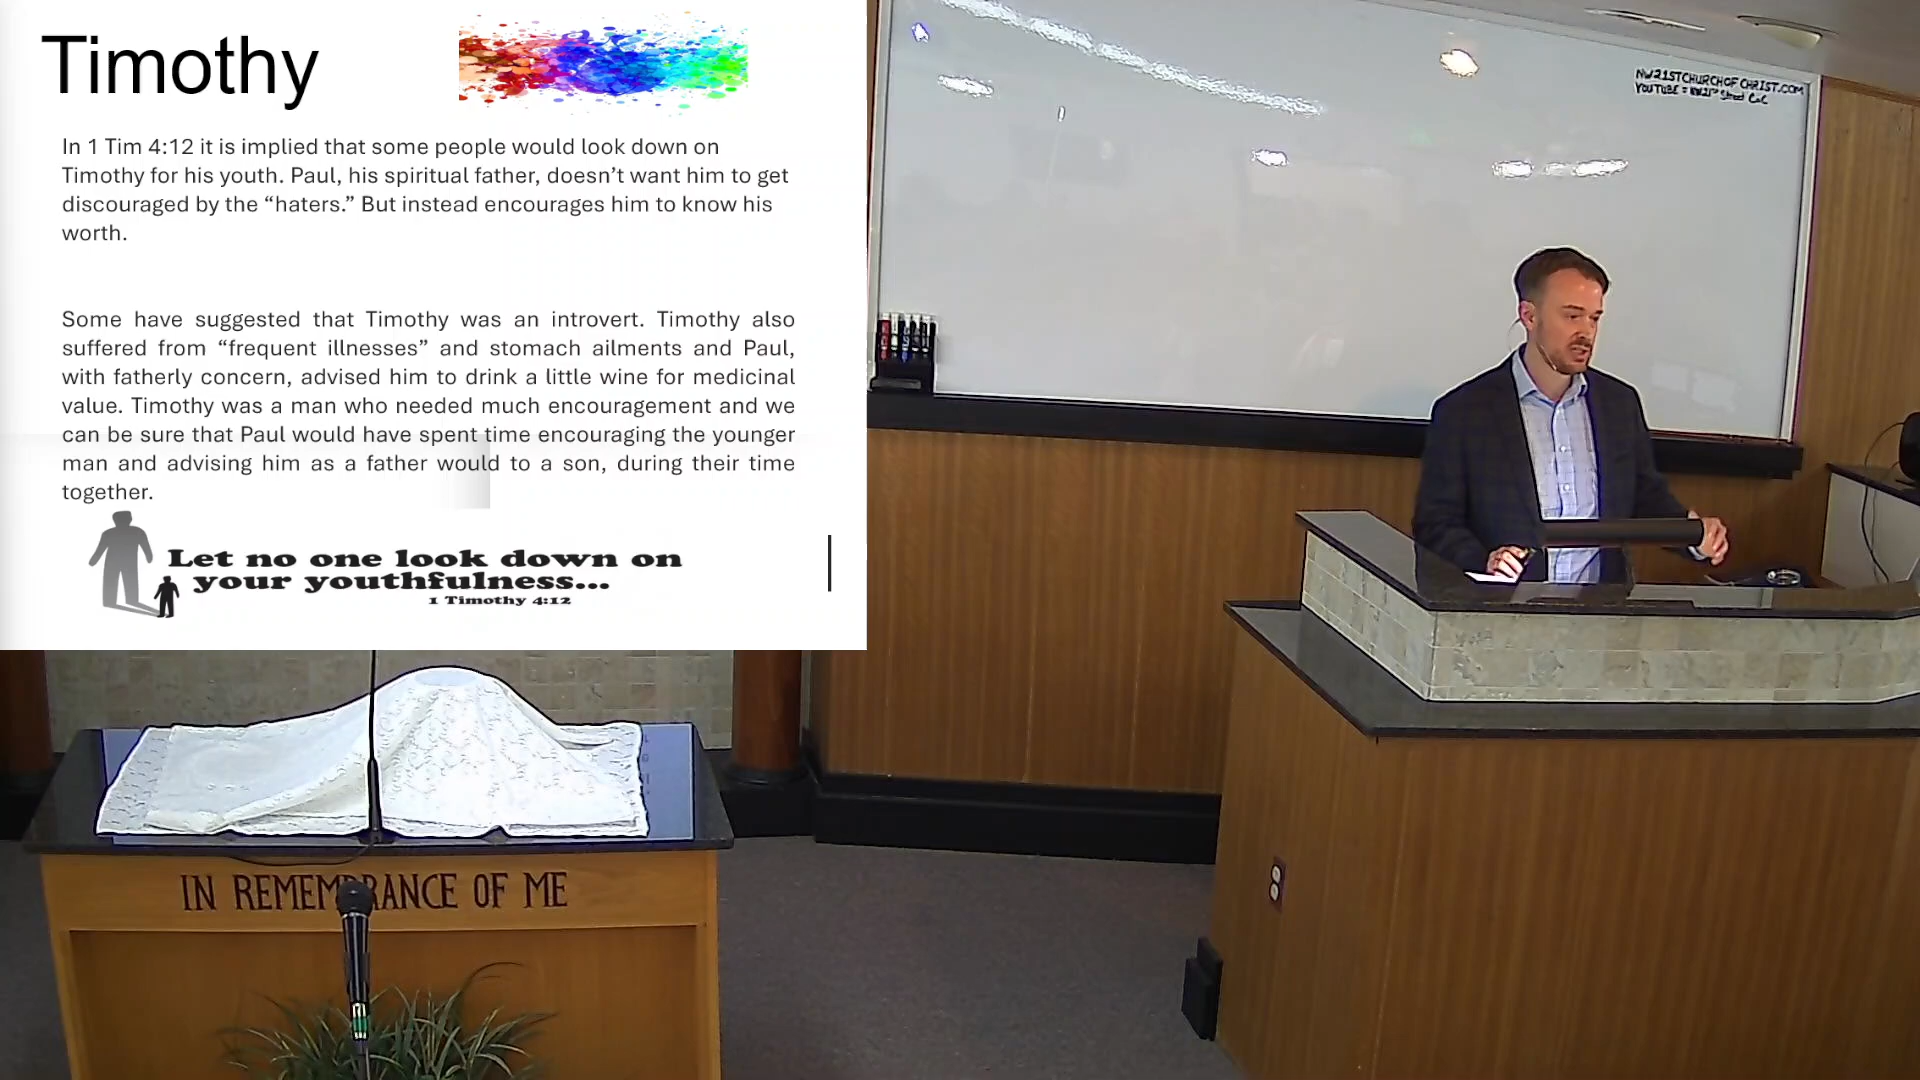 Timothy
In 1 Tim 4:12 it is implied that some people would look down on
Timothy for his youth. Paul, his spiritual father, doesn’t want him to get
discouraged by the “haters.” But instead encourages him to know his
worth.
Some have suggested that Timothy was an introvert. Timothy also
suffered from “frequent illnesses” and stomach ailments and Paul,
with fatherly concern, advised him to drink a little wine for medicinal
value. Timothy was a man who needed much encouragement and we
can be sure that Paul would have spent time encouraging the younger
man and advising him as a father would to a son, during their time
together.
Let no one look down on
your youthfulness...
1 Timothy 4:12
NW21STCHURCHOFCHRIST.COM
YOUTUBE = NW21st Street CoC
IN REMEMBRANCE OF ME